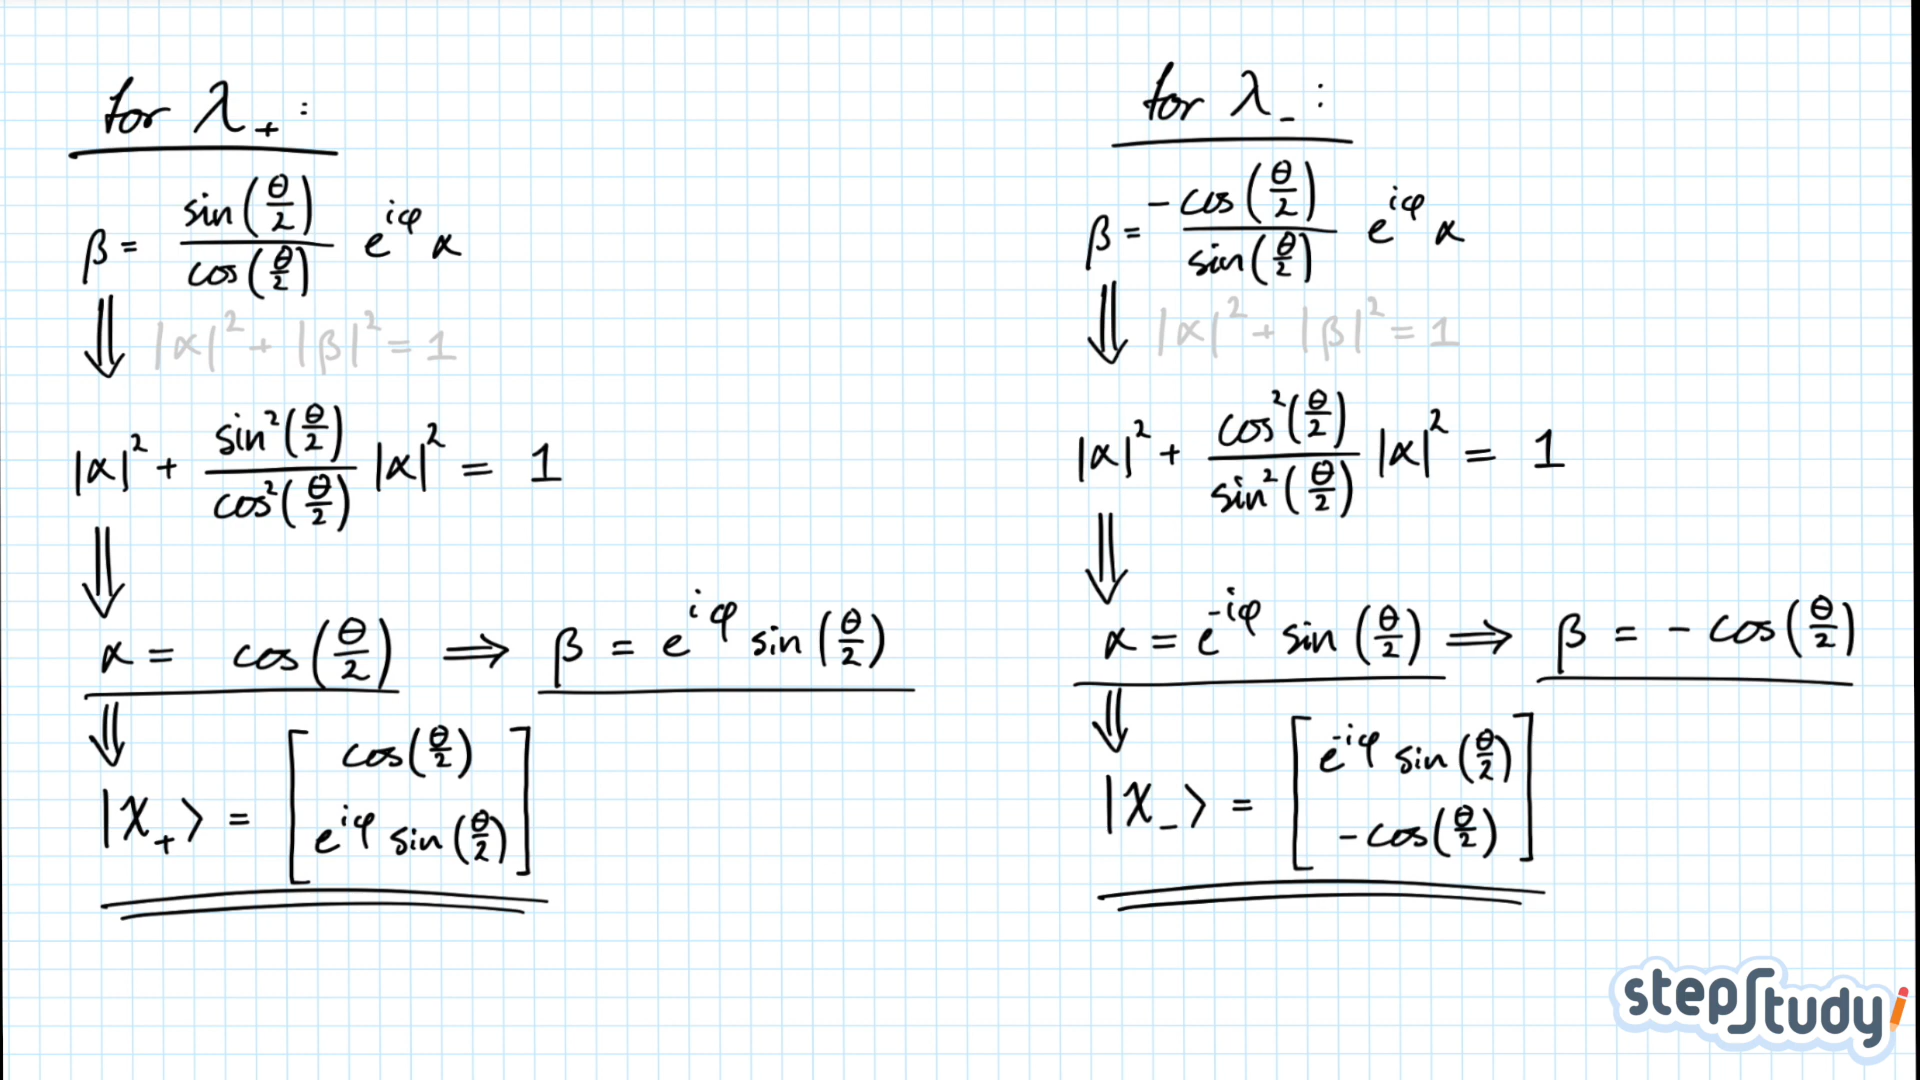 for λ₊ :
β = sin(θ/2) / cos(θ/2) e^{iφ} α
⇓ |α|² + |β|² = 1
|α|² + sin²(θ/2) / cos²(θ/2) |α|² = 1
⇓
α = cos(θ/2) ⟹ β = e^{iφ} sin(θ/2)
⇓
|χ₊⟩ = [ cos(θ/2)
e^{iφ} sin(θ/2) ]
for λ₋ :
β = -cos(θ/2) / sin(θ/2) e^{iφ} α
⇓ |α|² + |β|² = 1
|α|² + cos²(θ/2) / sin²(θ/2) |α|² = 1
⇓
α = e^{-iφ} sin(θ/2) ⟹ β = - cos(θ/2)
⇓
|χ₋⟩ = [ e^{-iφ} sin(θ/2)
-cos(θ/2) ]
stepStudy